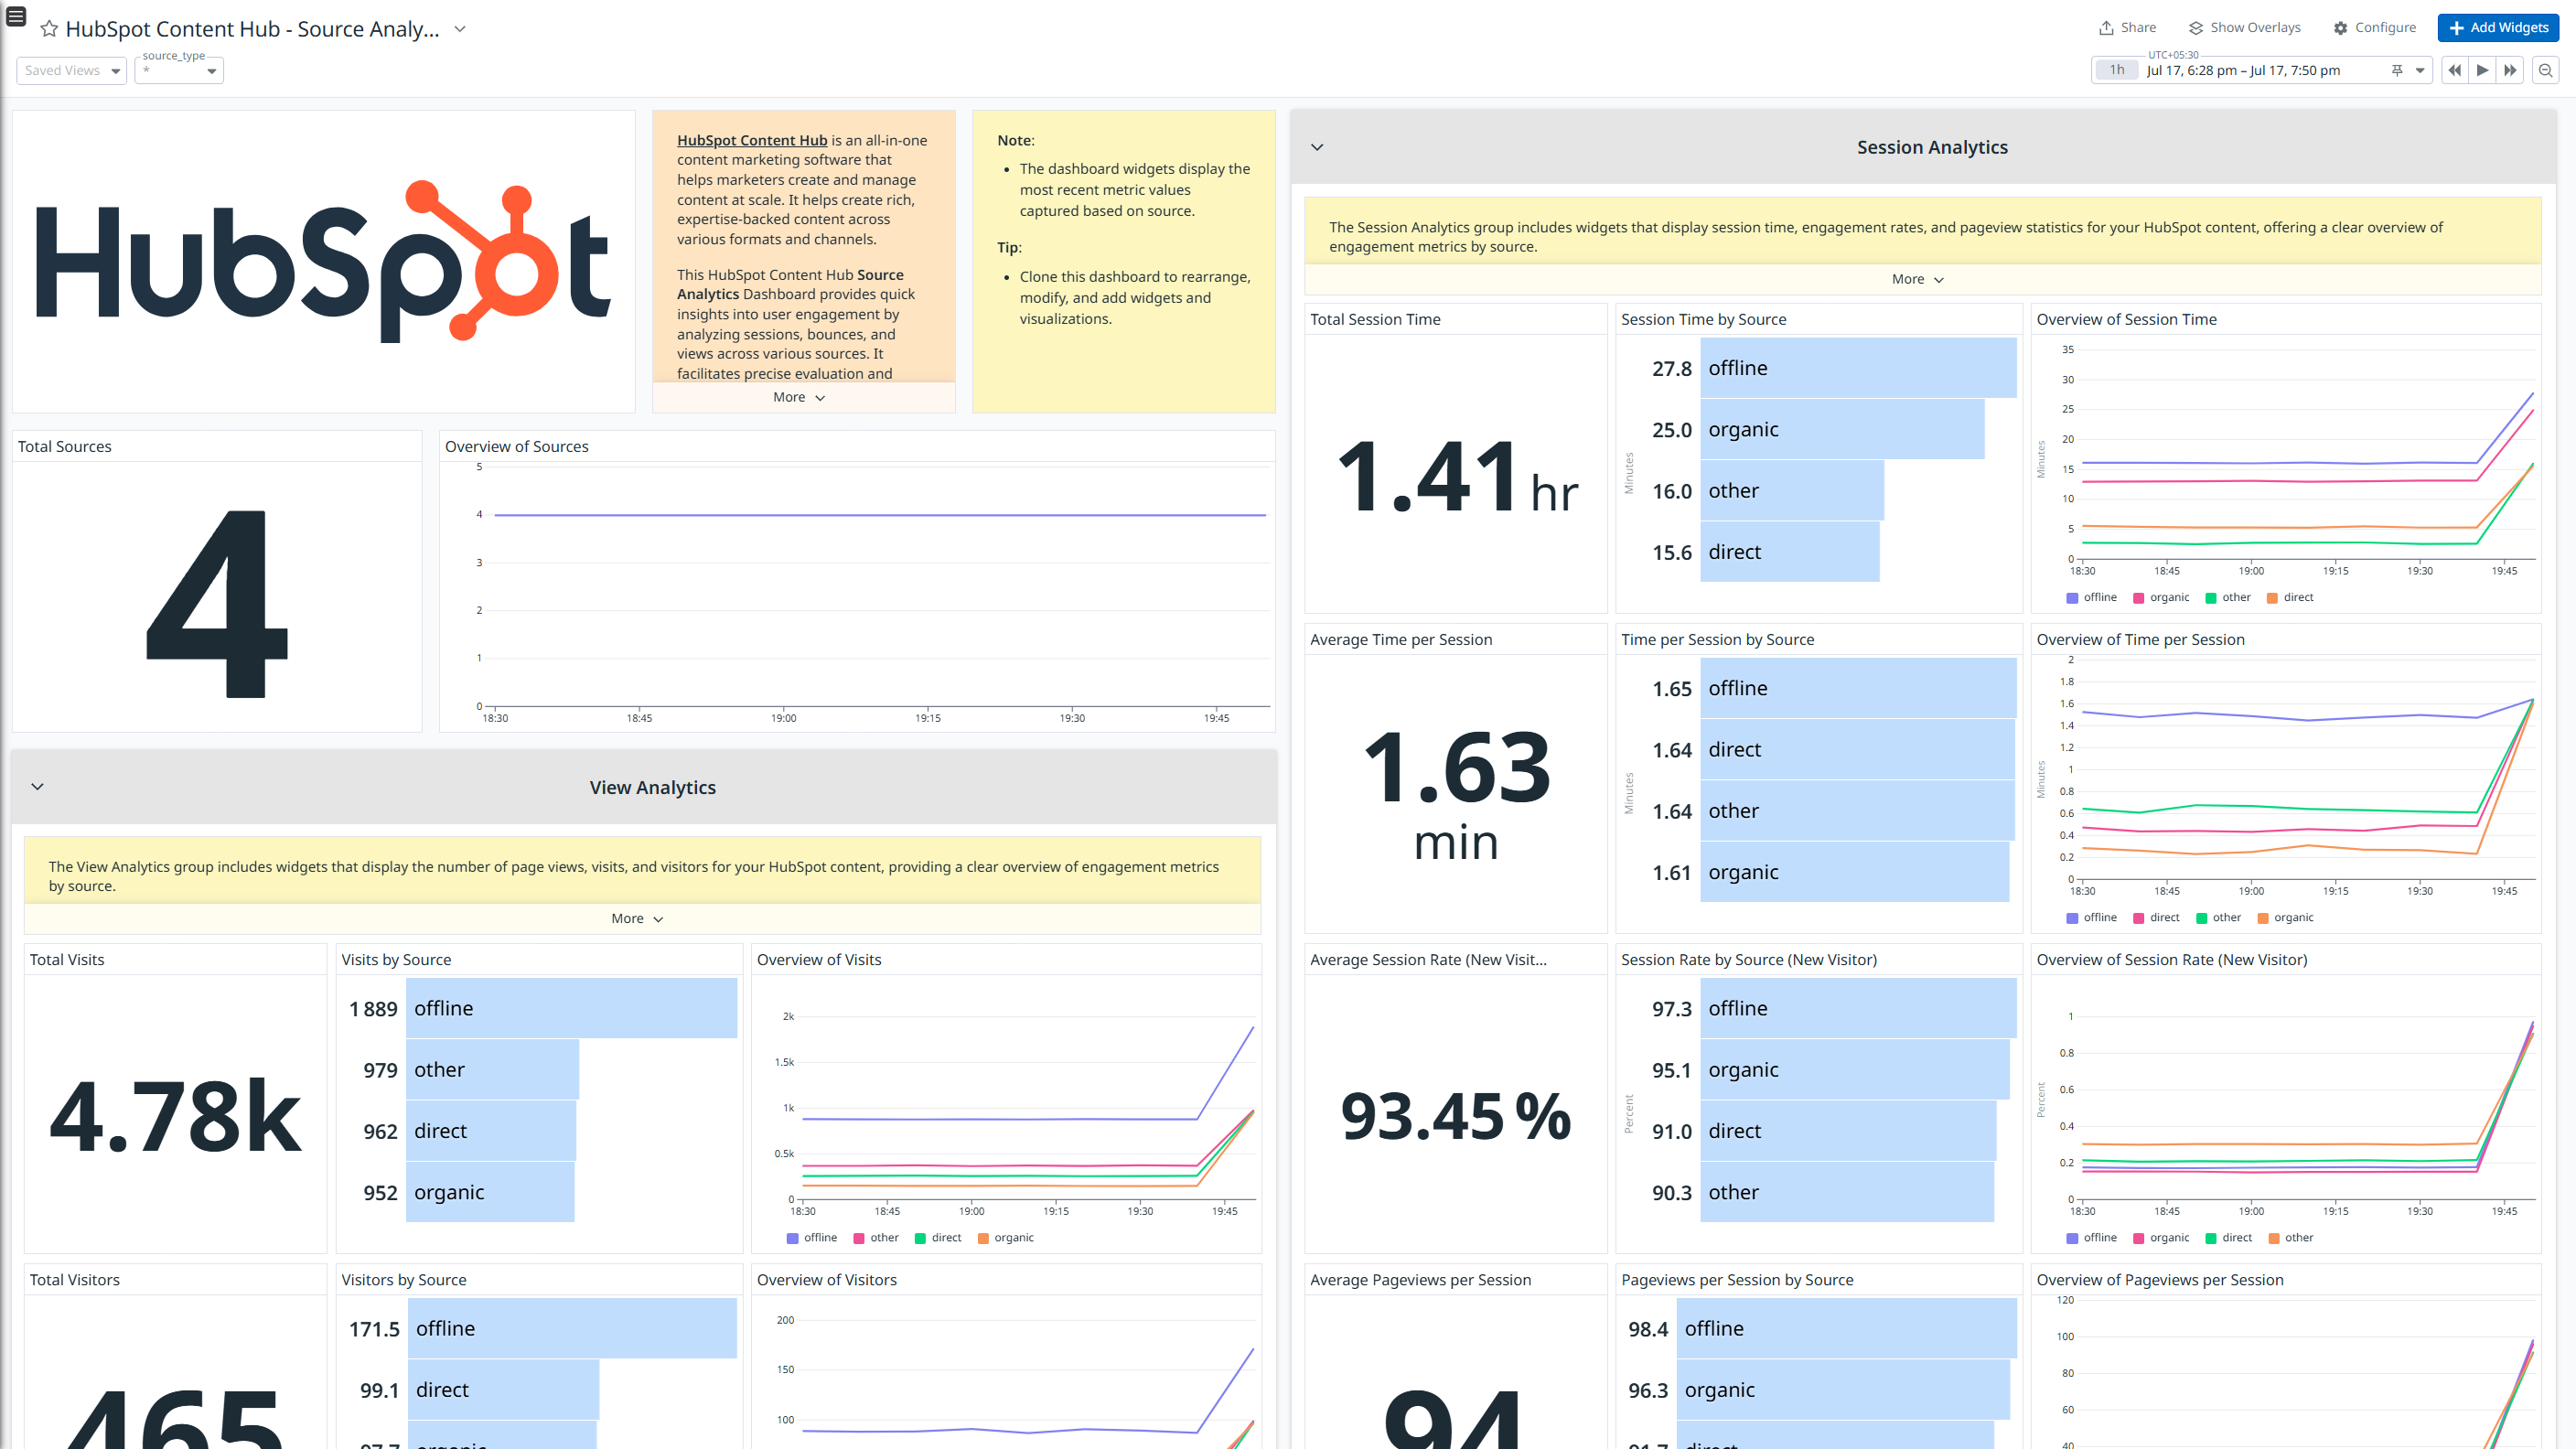 HubSpot Content Hub - Source Analy...
Share
Show Overlays
Configure
Add Widgets
Saved Views
source_type
*
UTC+05:30
1h
Jul 17, 6:28 pm – Jul 17, 7:50 pm
HubSpot
HubSpot Content Hub is an all-in-one
content marketing software that
helps marketers create and manage
content at scale. It helps create rich,
expertise-backed content across
various formats and channels.
This HubSpot Content Hub Source
Analytics Dashboard provides quick
insights into user engagement by
analyzing sessions, bounces, and
views across various sources. It
facilitates precise evaluation and
More
Note:
• The dashboard widgets display the
most recent metric values
captured based on source.
Tip:
• Clone this dashboard to rearrange,
modify, and add widgets and
visualizations.
Total Sources
4
Overview of Sources
5
4
3
2
1
0
18:30 18:45 19:00 19:15 19:30 19:45
View Analytics
The View Analytics group includes widgets that display the number of page views, visits, and visitors for your HubSpot content, providing a clear overview of engagement metrics
by source.
More
Total Visits
4.78k
Visits by Source
1 889 offline
979 other
962 direct
952 organic
Overview of Visits
2k
1.5k
1k
0.5k
0
18:30 18:45 19:00 19:15 19:30 19:45
offline other direct organic
Total Visitors
465
Visitors by Source
171.5 offline
99.1 direct
97.7 organic
Overview of Visitors
200
150
100
Session Analytics
The Session Analytics group includes widgets that display session time, engagement rates, and pageview statistics for your HubSpot content, offering a clear overview of
engagement metrics by source.
More
Total Session Time
1.41 hr
Session Time by Source
Minutes
27.8 offline
25.0 organic
16.0 other
15.6 direct
Overview of Session Time
Minutes
35
30
25
20
15
10
5
0
18:30 18:45 19:00 19:15 19:30 19:45
offline organic other direct
Average Time per Session
1.63
min
Time per Session by Source
Minutes
1.65 offline
1.64 direct
1.64 other
1.61 organic
Overview of Time per Session
Minutes
2
1.8
1.6
1.4
1.2
1
0.8
0.6
0.4
0.2
0
18:30 18:45 19:00 19:15 19:30 19:45
offline direct other organic
Average Session Rate (New Visit...
93.45 %
Session Rate by Source (New Visitor)
Percent
97.3 offline
95.1 organic
91.0 direct
90.3 other
Overview of Session Rate (New Visitor)
Percent
1
0.8
0.6
0.4
0.2
0
18:30 18:45 19:00 19:15 19:30 19:45
offline organic direct other
Average Pageviews per Session
94
Pageviews per Session by Source
98.4 offline
96.3 organic
91.7 direct
Overview of Pageviews per Session
120
100
80
60
40